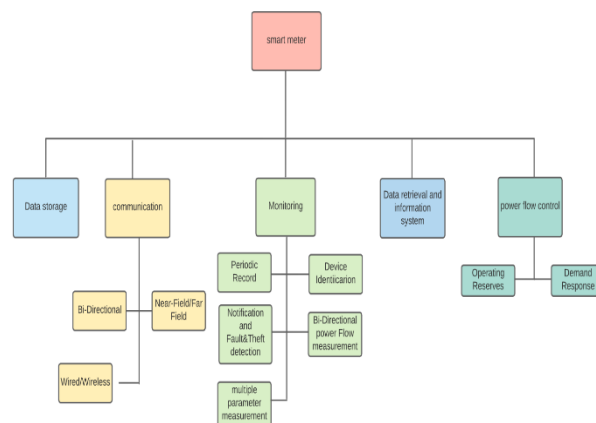 smart meter
Data storage
communication
Monitoring
Data retrieval and
information
system
power flow control
Periodic
Record
Device
Identiicarion
Operating
Reserves
Demand
Response
Bi-Directional
Near-Field/Far
Field
Notification
and
Fault&Theft
detection
Bi-Directional
power Flow
measurement
Wired/Wireless
multiple
parameter
measurement